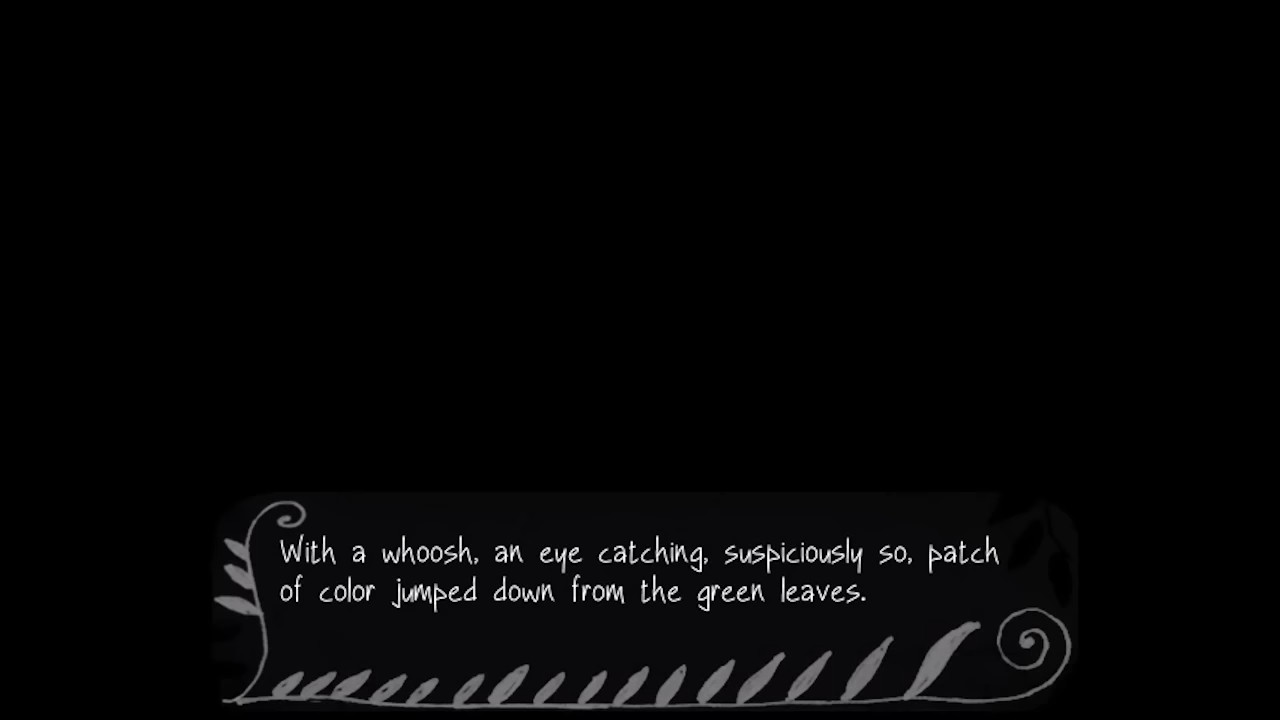 With a whoosh, an eye catching, suspiciously so, patch
of color jumped down from the green leaves.